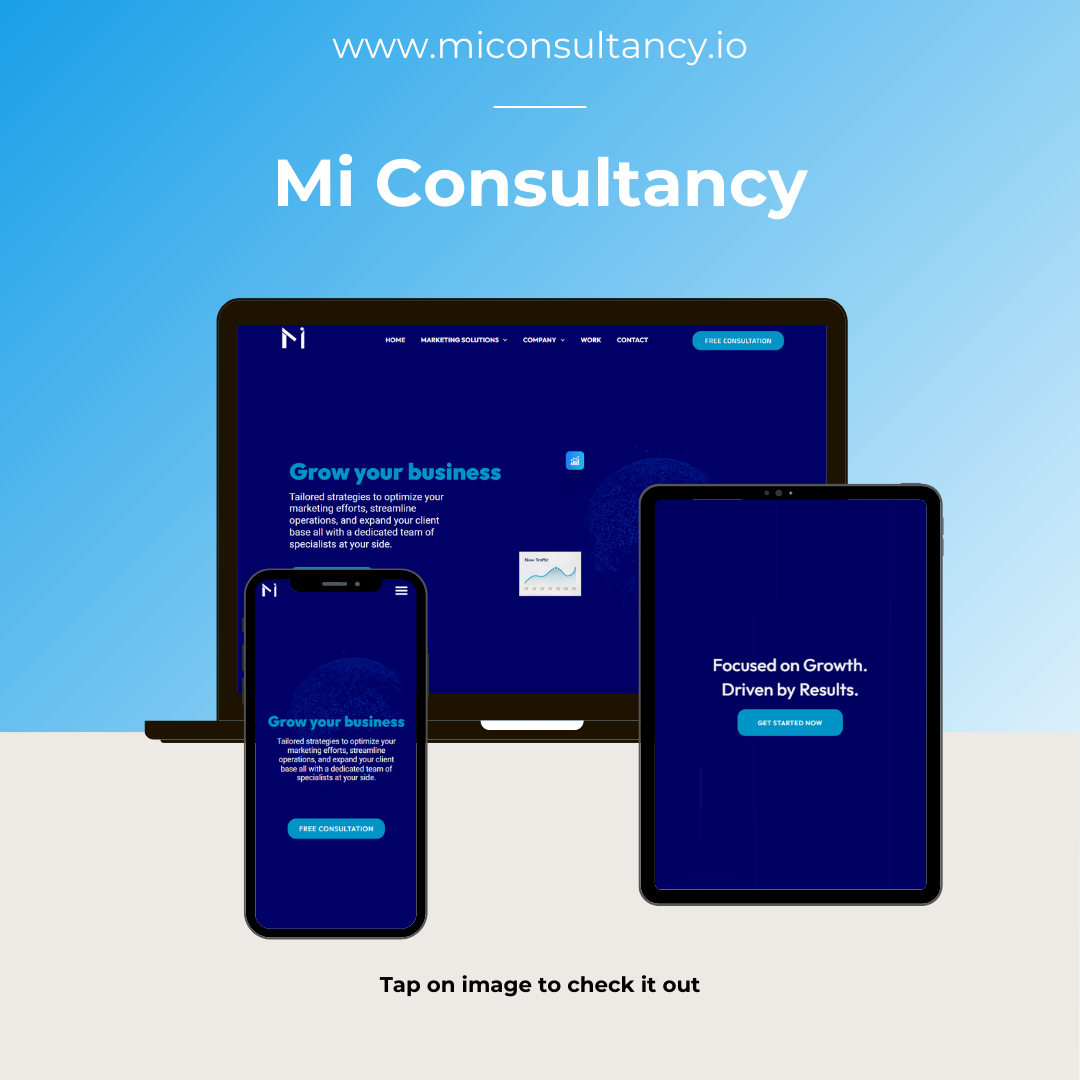 www.miconsultancy.io
Mi Consultancy
Mi
HOME MARKETING SOLUTIONS COMPANY WORK CONTACT FREE CONSULTATION
Grow your business
Tailored strategies to optimize your
marketing efforts, streamline
operations, and expand your client
base all with a dedicated team of
specialists at your side.
New Traffic
Mi
Grow your business
Tailored strategies to optimize your
marketing efforts, streamline
operations, and expand your client
base all with a dedicated team of
specialists at your side.
FREE CONSULTATION
Focused on Growth.
Driven by Results.
GET STARTED NOW
Tap on image to check it out